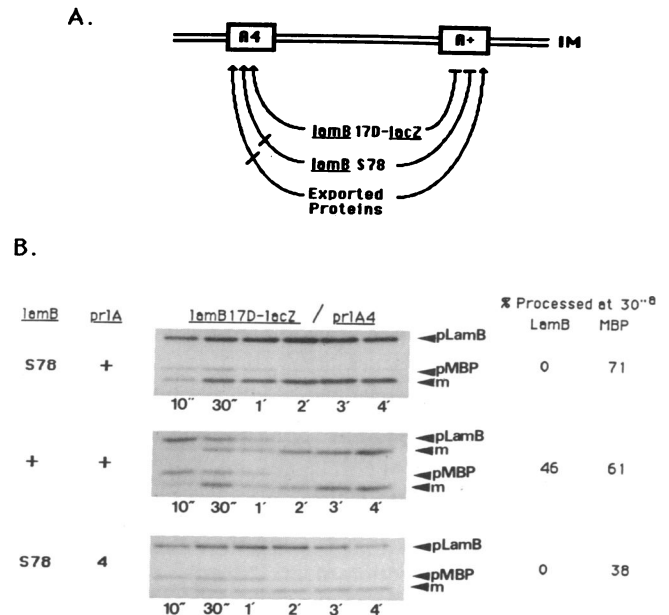 A.
A4
A+
IM
lamB 17D-lacZ
lamB S78
Exported
Proteins
B.
lamB prlA lamB17D-lacZ / prlA4 % Processed at 30"a
LamB MBP
pLamB
S78 + pMBP 0 71
m
10" 30" 1' 2' 3' 4'
pLamB
m
+ + pMBP 46 61
m
10" 30" 1' 2' 3' 4'
pLamB
S78 4 pMBP 0 38
m
10" 30" 1' 2' 3' 4'